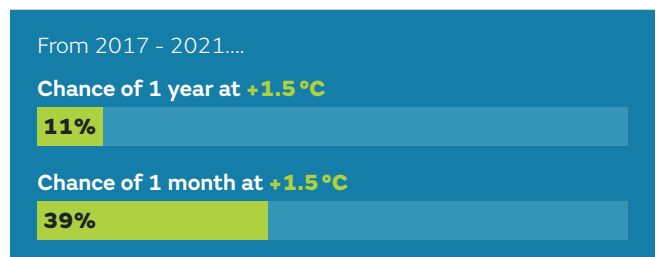 From 2017 - 2021....
Chance of 1 year at +1.5 °C
11%
Chance of 1 month at +1.5 °C
39%